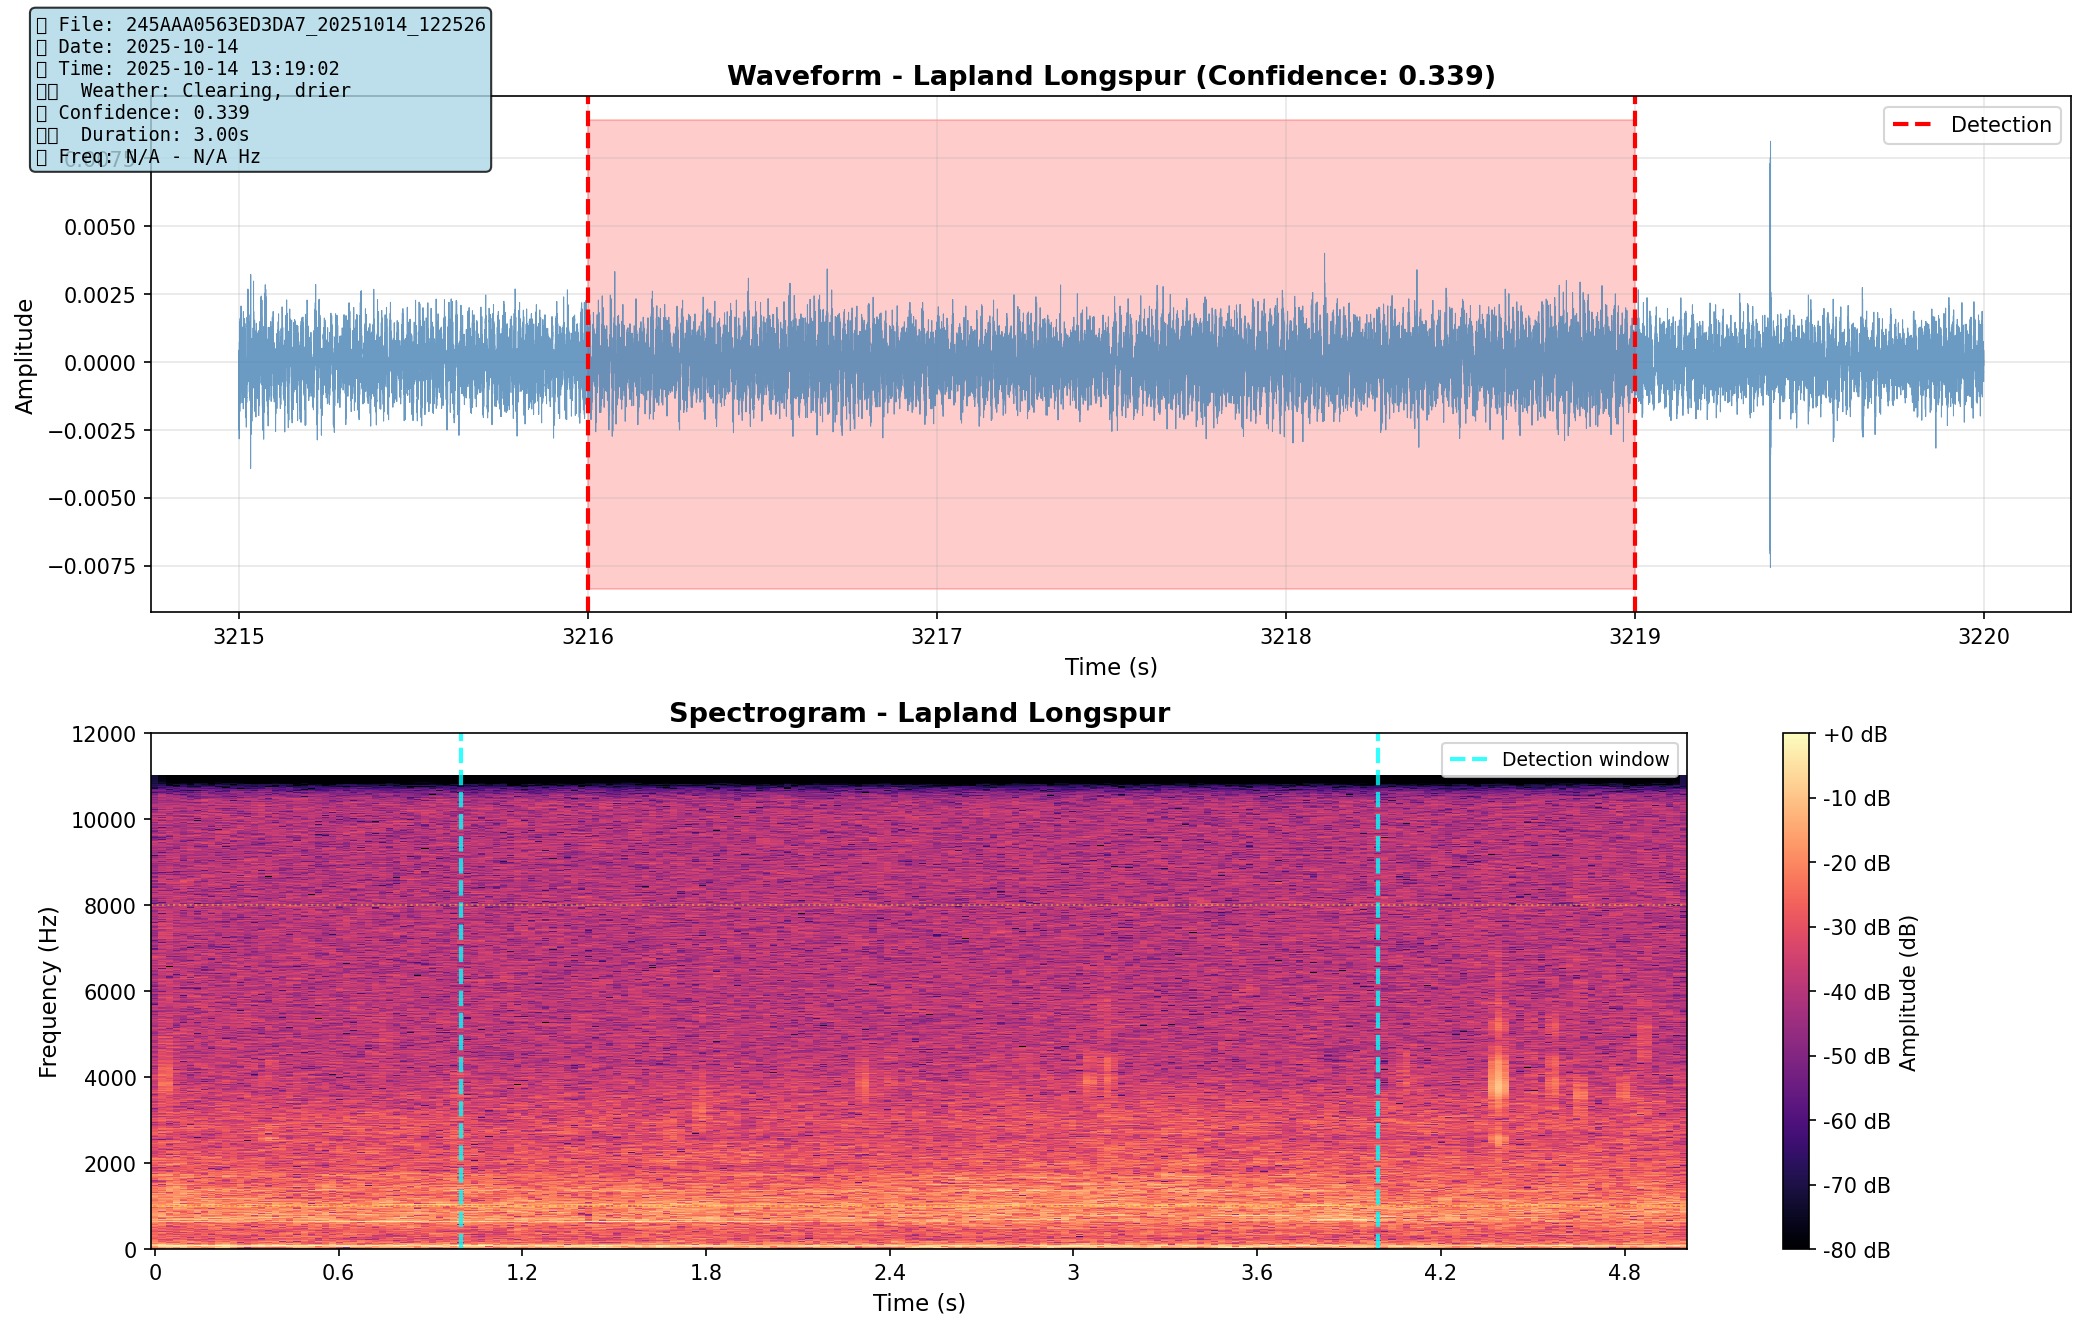 File: 245AAA0563ED3DA7_20251014_122526
Date: 2025-10-14
Time: 2025-10-14 13:19:02
Weather: Clearing, drier
Confidence: 0.339
Duration: 3.00s
Freq: N/A - N/A Hz
Waveform - Lapland Longspur (Confidence: 0.339)
Detection
Amplitude
0.0075
0.0050
0.0025
0.0000
−0.0025
−0.0050
−0.0075
3215 3216 3217 3218 3219 3220
Time (s)
Spectrogram - Lapland Longspur
Detection window
Frequency (Hz)
12000
10000
8000
6000
4000
2000
0
0 0.6 1.2 1.8 2.4 3 3.6 4.2 4.8
Time (s)
+0 dB
-10 dB
-20 dB
-30 dB
-40 dB
-50 dB
-60 dB
-70 dB
-80 dB
Amplitude (dB)